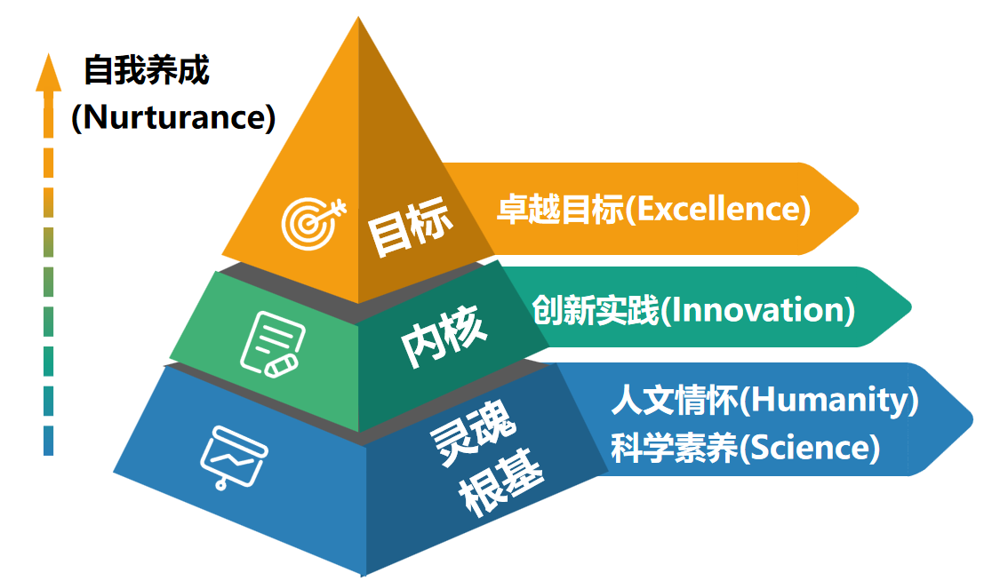 自我养成
(Nurturance)
目标
卓越目标(Excellence)
内核
创新实践(Innovation)
灵魂
根基
人文情怀(Humanity)
科学素养(Science)